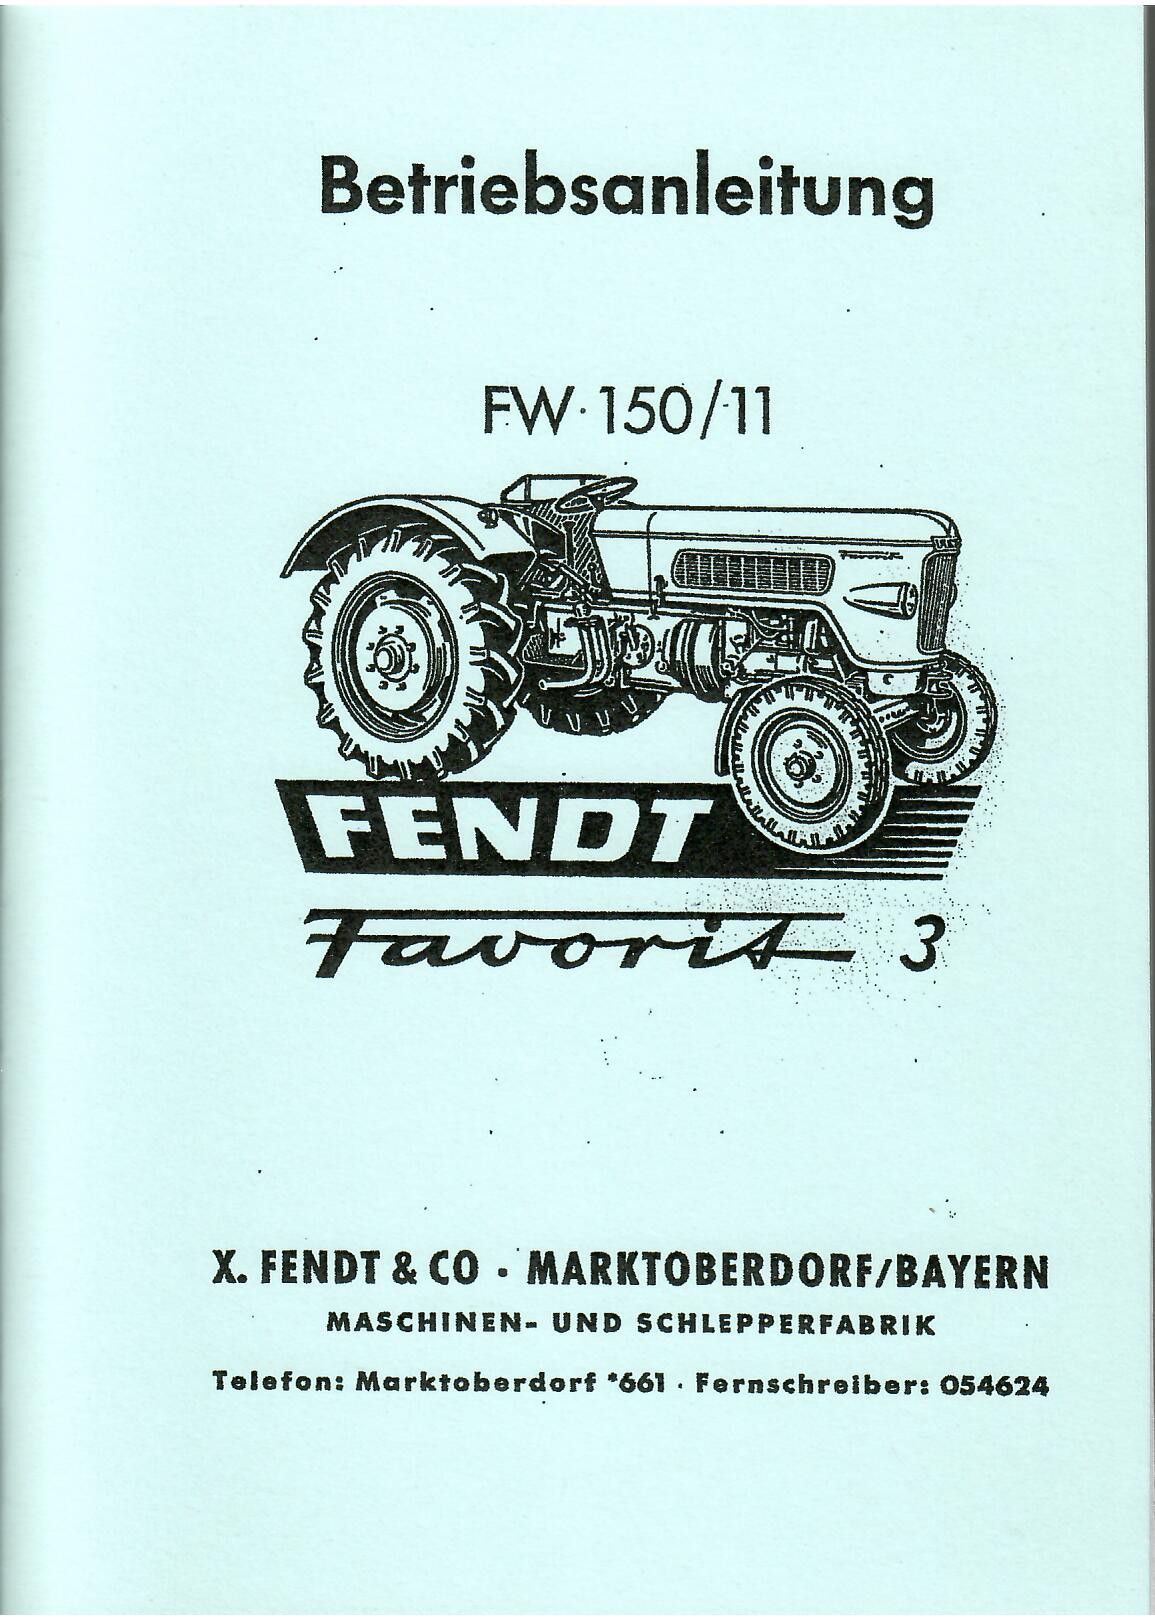 Betriebsanleitung
FW 150/11
Favorit
FENDT
Favorit 3
X. FENDT & CO · MARKTOBERDORF/BAYERN
MASCHINEN- UND SCHLEPPERFABRIK
Telefon: Marktoberdorf *661 · Fernschreiber: 054624